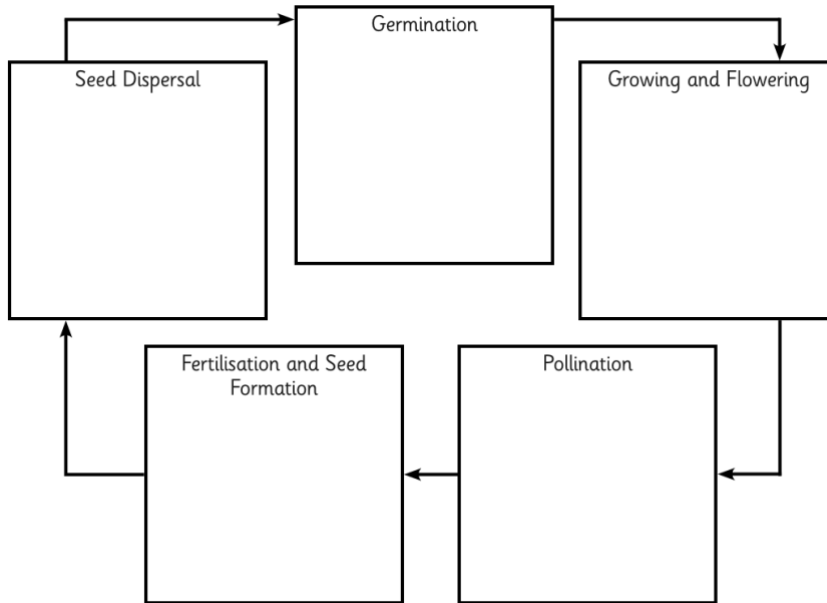 Germination
Seed Dispersal
Growing and Flowering
Fertilisation and Seed
Formation
Pollination